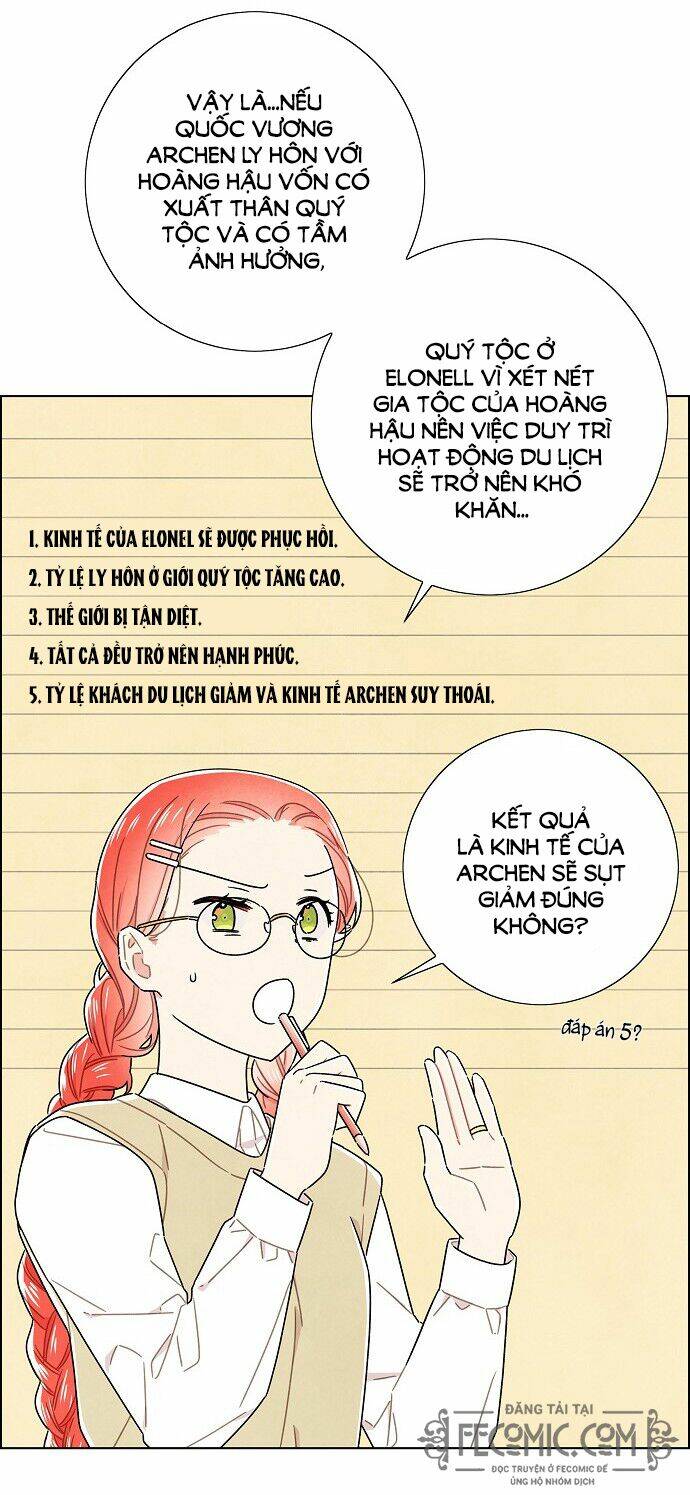 VẬY LÀ...NẾU
QUỐC VƯƠNG
ARCHEN LY HÔN VỚI
HOÀNG HẬU VỐN CÓ
XUẤT THÂN QUÝ
TỘC VÀ CÓ TẦM
ẢNH HƯỞNG,
QUÝ TỘC Ở
ELONELL VÌ XÉT NÉT
GIA TỘC CỦA HOÀNG
HẬU NÊN VIỆC DUY TRÌ
HOẠT ĐỘNG DU LỊCH
SẼ TRỞ NÊN KHÓ
KHĂN...
1. KINH TẾ CỦA ELONEL SẼ ĐƯỢC PHỤC HỒI.
2. TỶ LỆ LY HÔN Ở GIỚI QUÝ TỘC TĂNG CAO.
3. THẾ GIỚI BỊ TẬN DIỆT.
4. TẤT CẢ ĐỀU TRỞ NÊN HẠNH PHÚC.
5. TỶ LỆ KHÁCH DU LỊCH GIẢM VÀ KINH TẾ ARCHEN SUY THOÁI.
KẾT QUẢ
LÀ KINH TẾ CỦA
ARCHEN SẼ SỤT
GIẢM ĐÚNG
KHÔNG?
đáp án 5?
ĐĂNG TẢI TẠI
FECOMIC.COM
ĐỌC TRUYỆN Ở FECOMIC ĐỂ
ỦNG HỘ NHÓM DỊCH